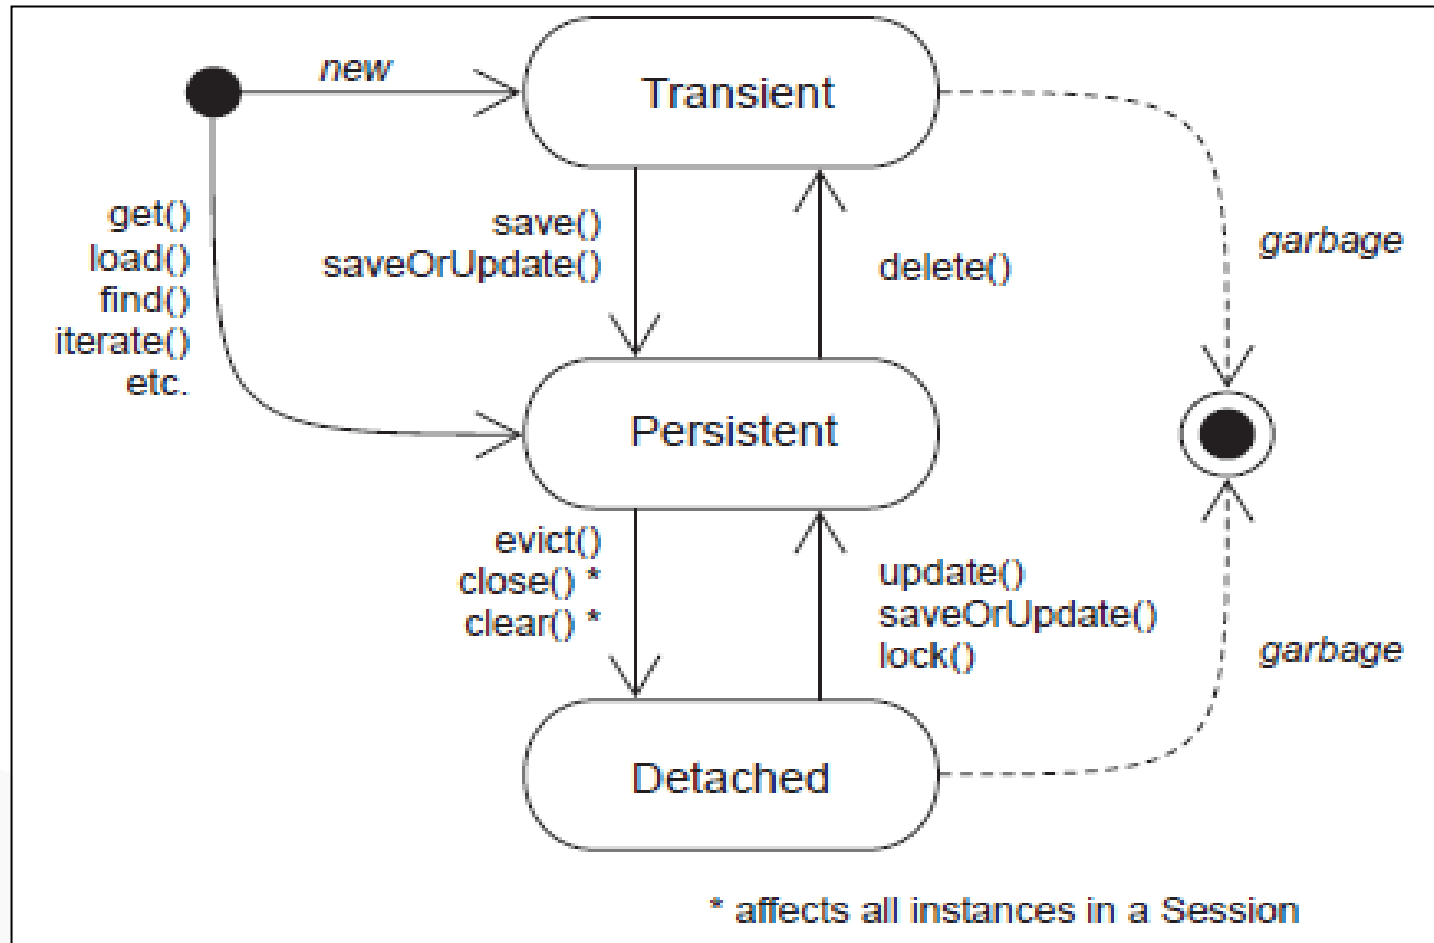 new
Transient
get()
load()
find()
iterate()
etc.
save()
saveOrUpdate()
delete()
garbage
Persistent
evict()
close() *
clear() *
update()
saveOrUpdate()
lock()
garbage
Detached
* affects all instances in a Session